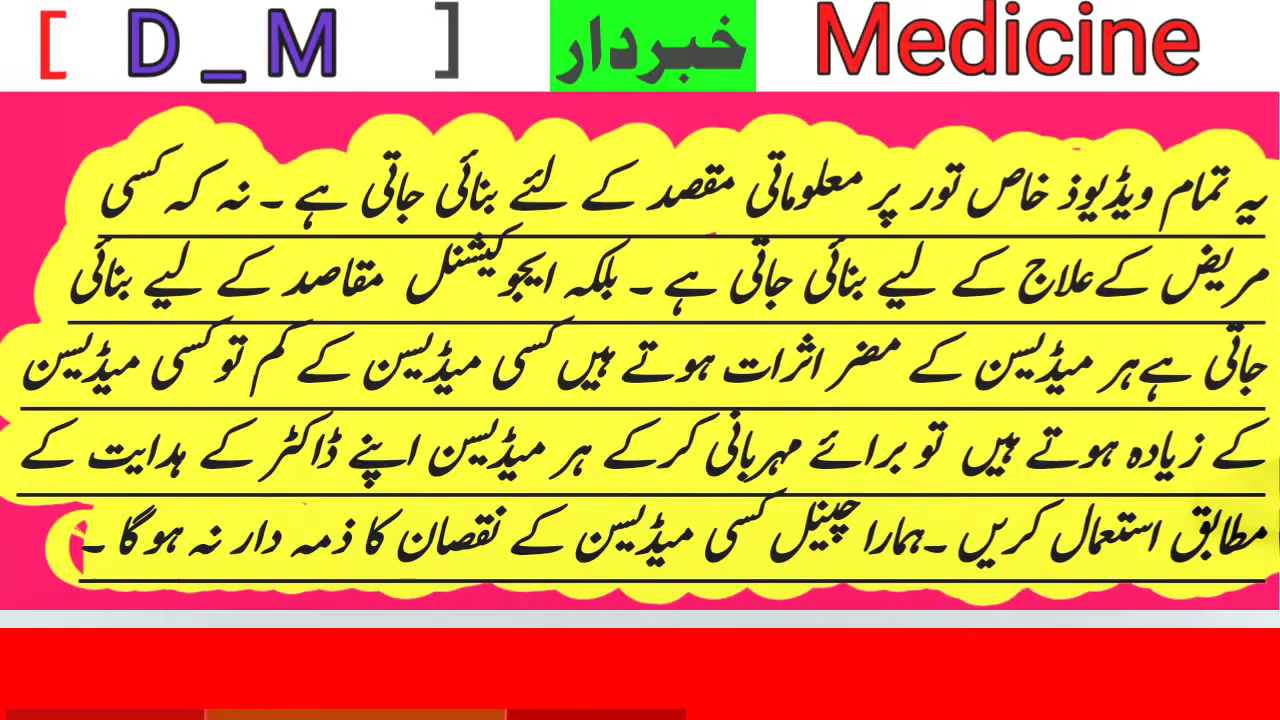 [ D_M ] خبردار Medicine
یہ تمام ویڈیوذ خاص تور پر معلوماتی مقصد کے لئے بنائی جاتی ہے ۔ نہ کہ کسی
مریض کے علاج کے لیے بنائی جاتی ہے ۔ بلکہ ایجوکیشنل مقاصد کے لیے بنائی
جاتی ہے ہر میڈیسن کے مضر اثرات ہوتے ہیں کسی میڈیسن کے کم تو کسی میڈیسن
کے زیادہ ہوتے ہیں تو برائے مہربانی کرکے ہر میڈیسن اپنے ڈاکٹر کے ہدایت کے
مطابق استعمال کریں ۔ ہمارا چینل کسی میڈیسن کے نقصان کا ذمہ دار نہ ہوگا ۔